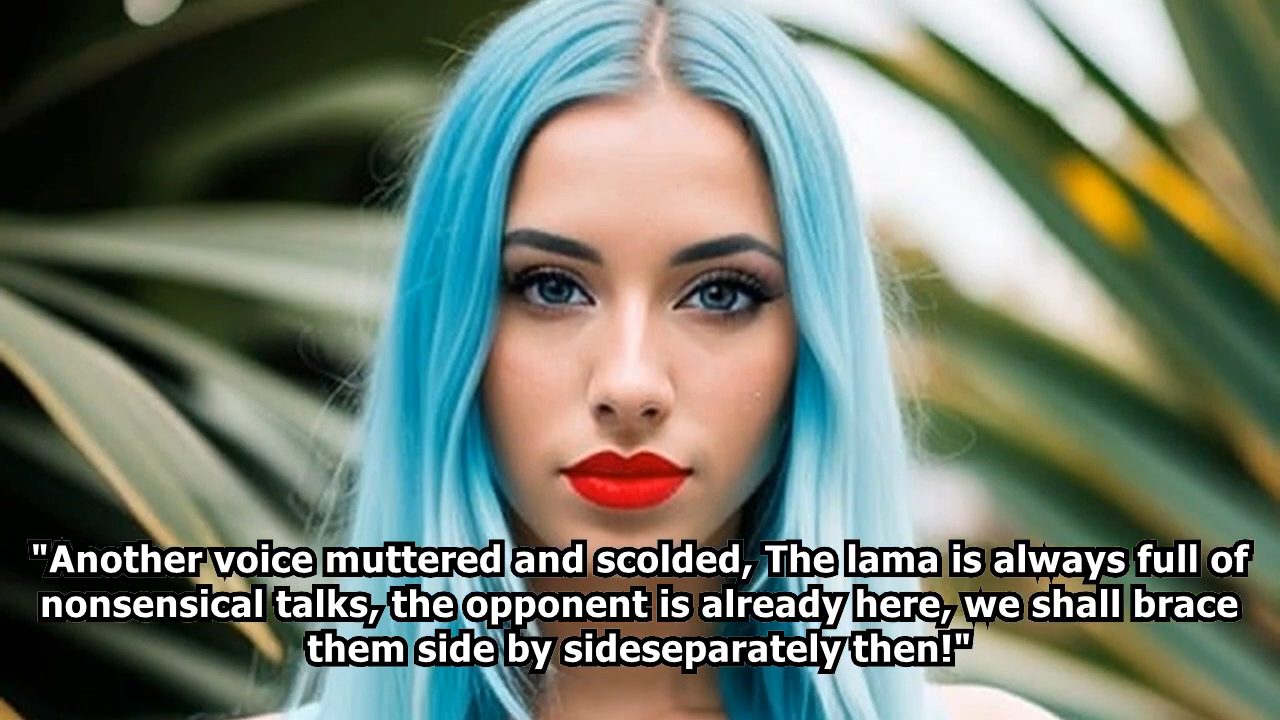 "Another voice muttered and scolded, The lama is always full of
nonsensical talks, the opponent is already here, we shall brace
them side by sideseparately then!"